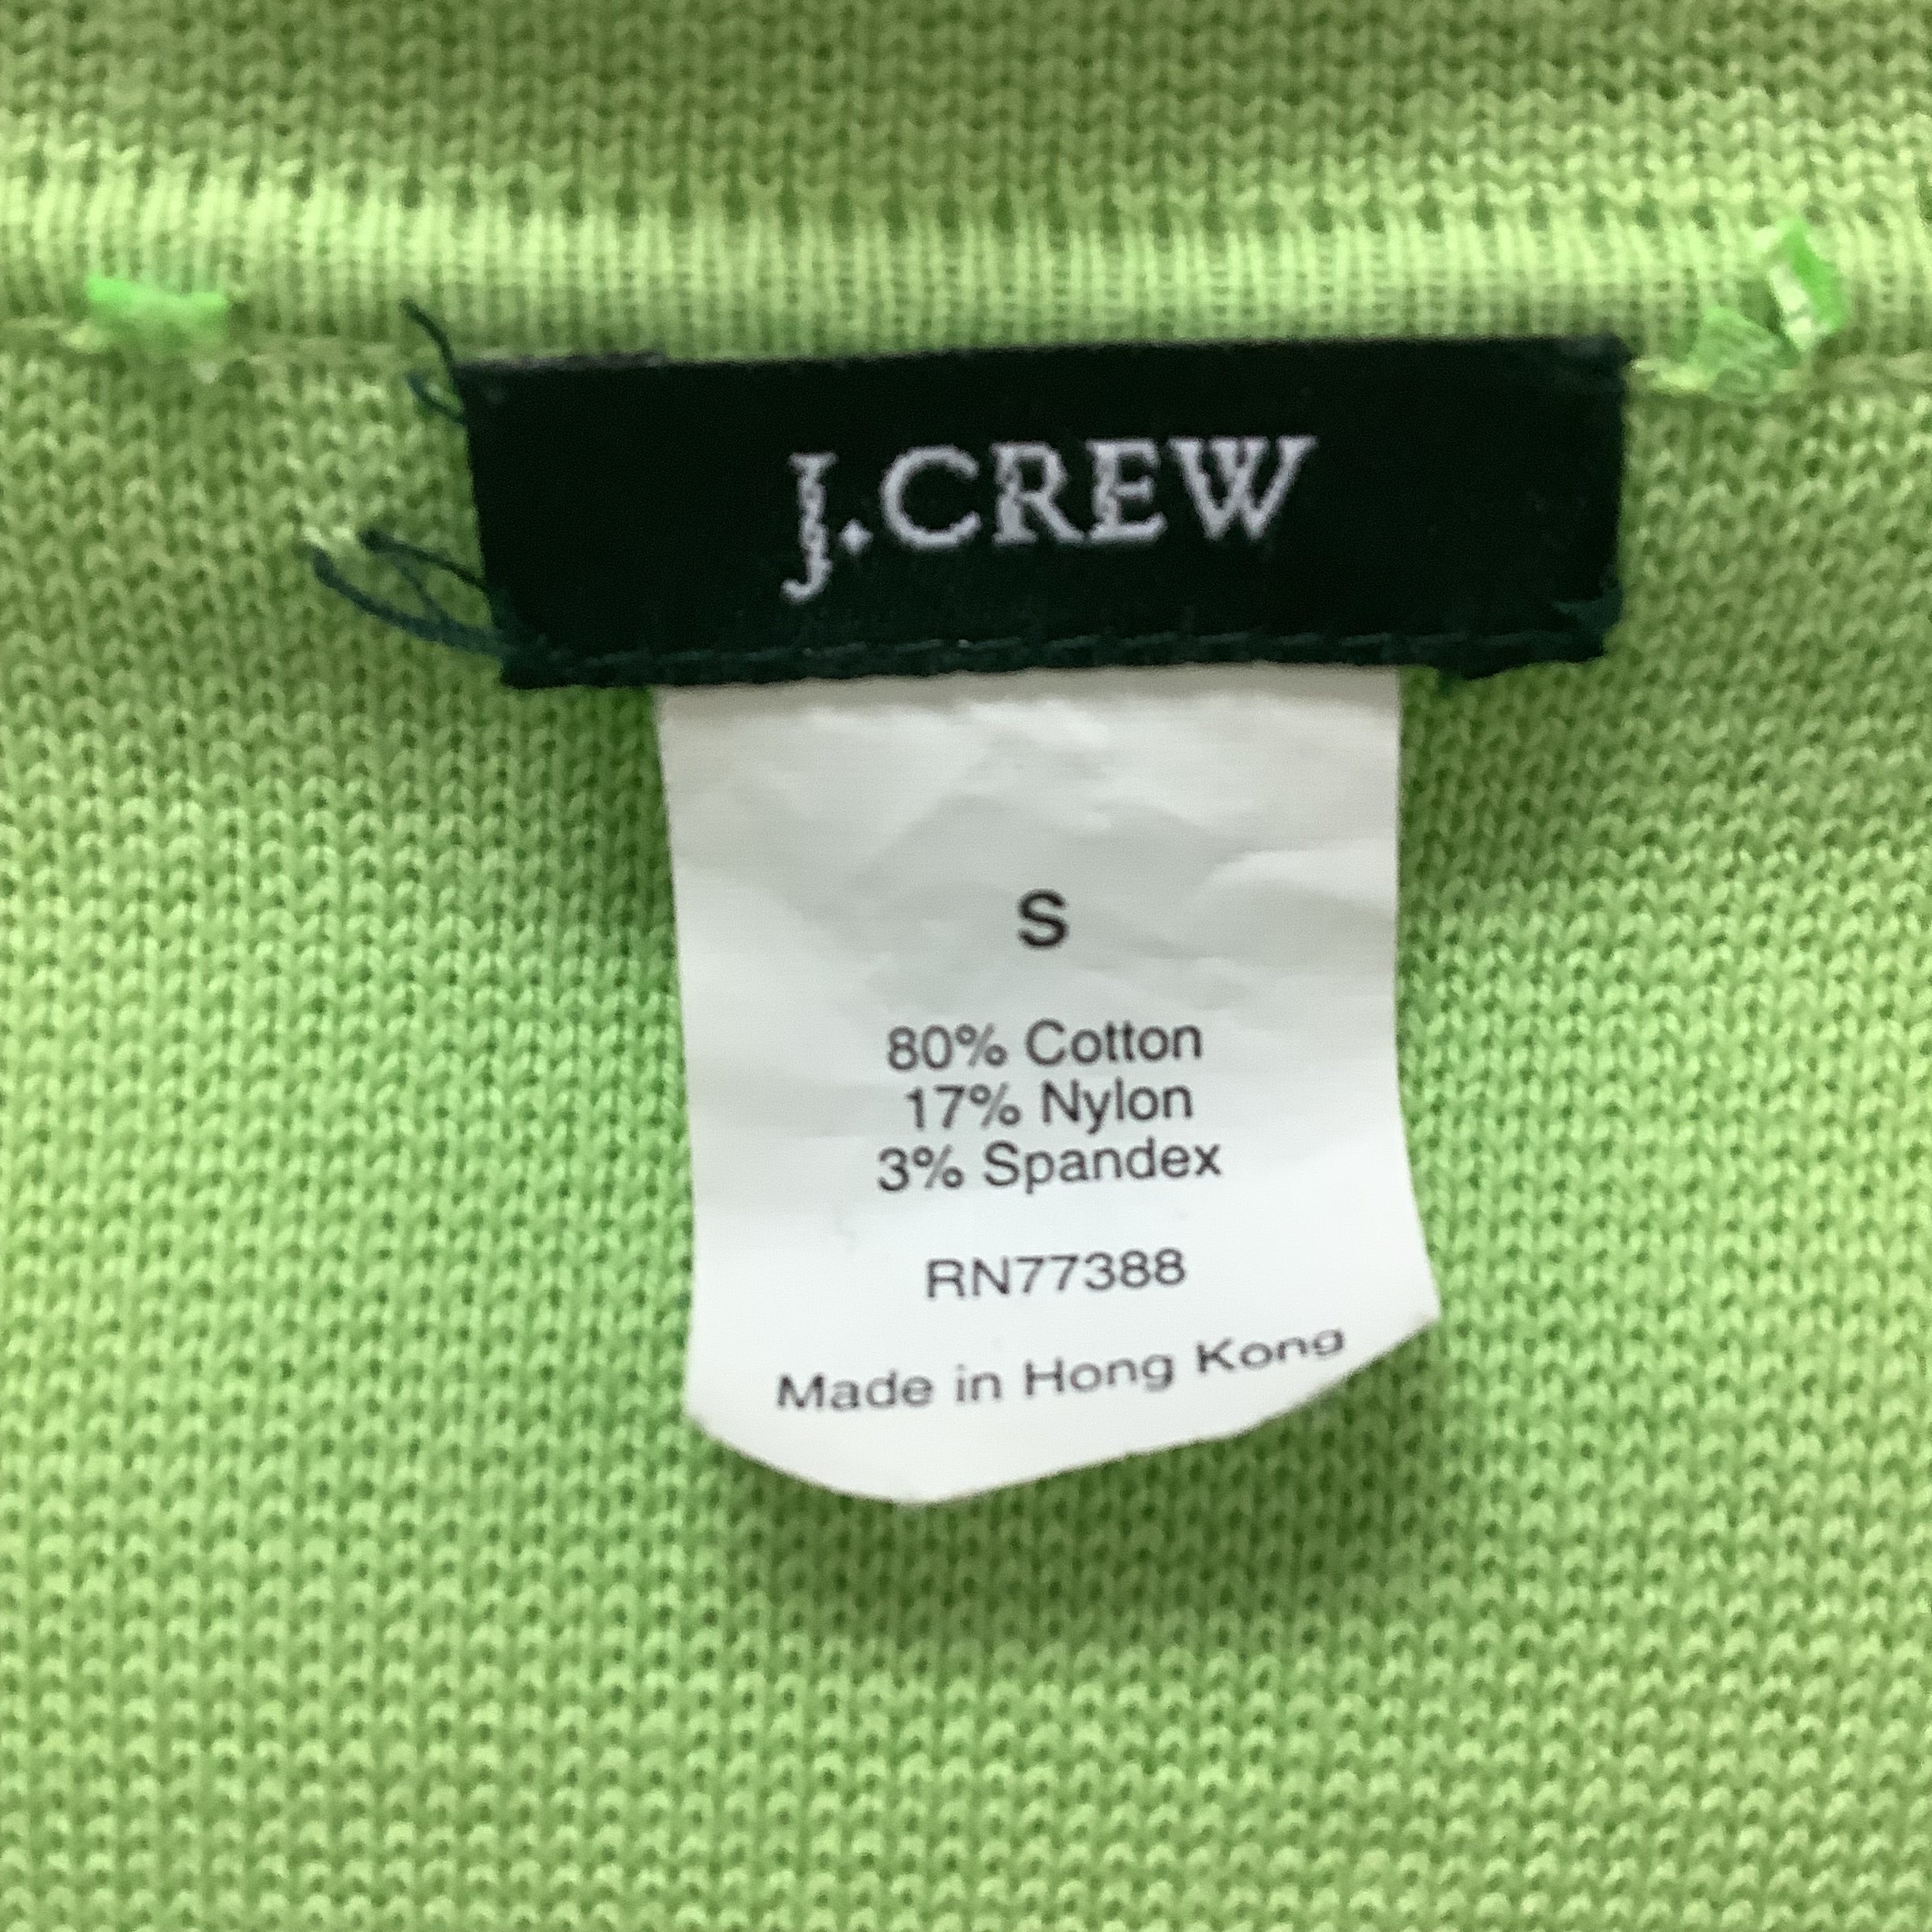 J.CREW
S
80% Cotton
17% Nylon
3% Spandex
RN77388
Made in Hong Kong